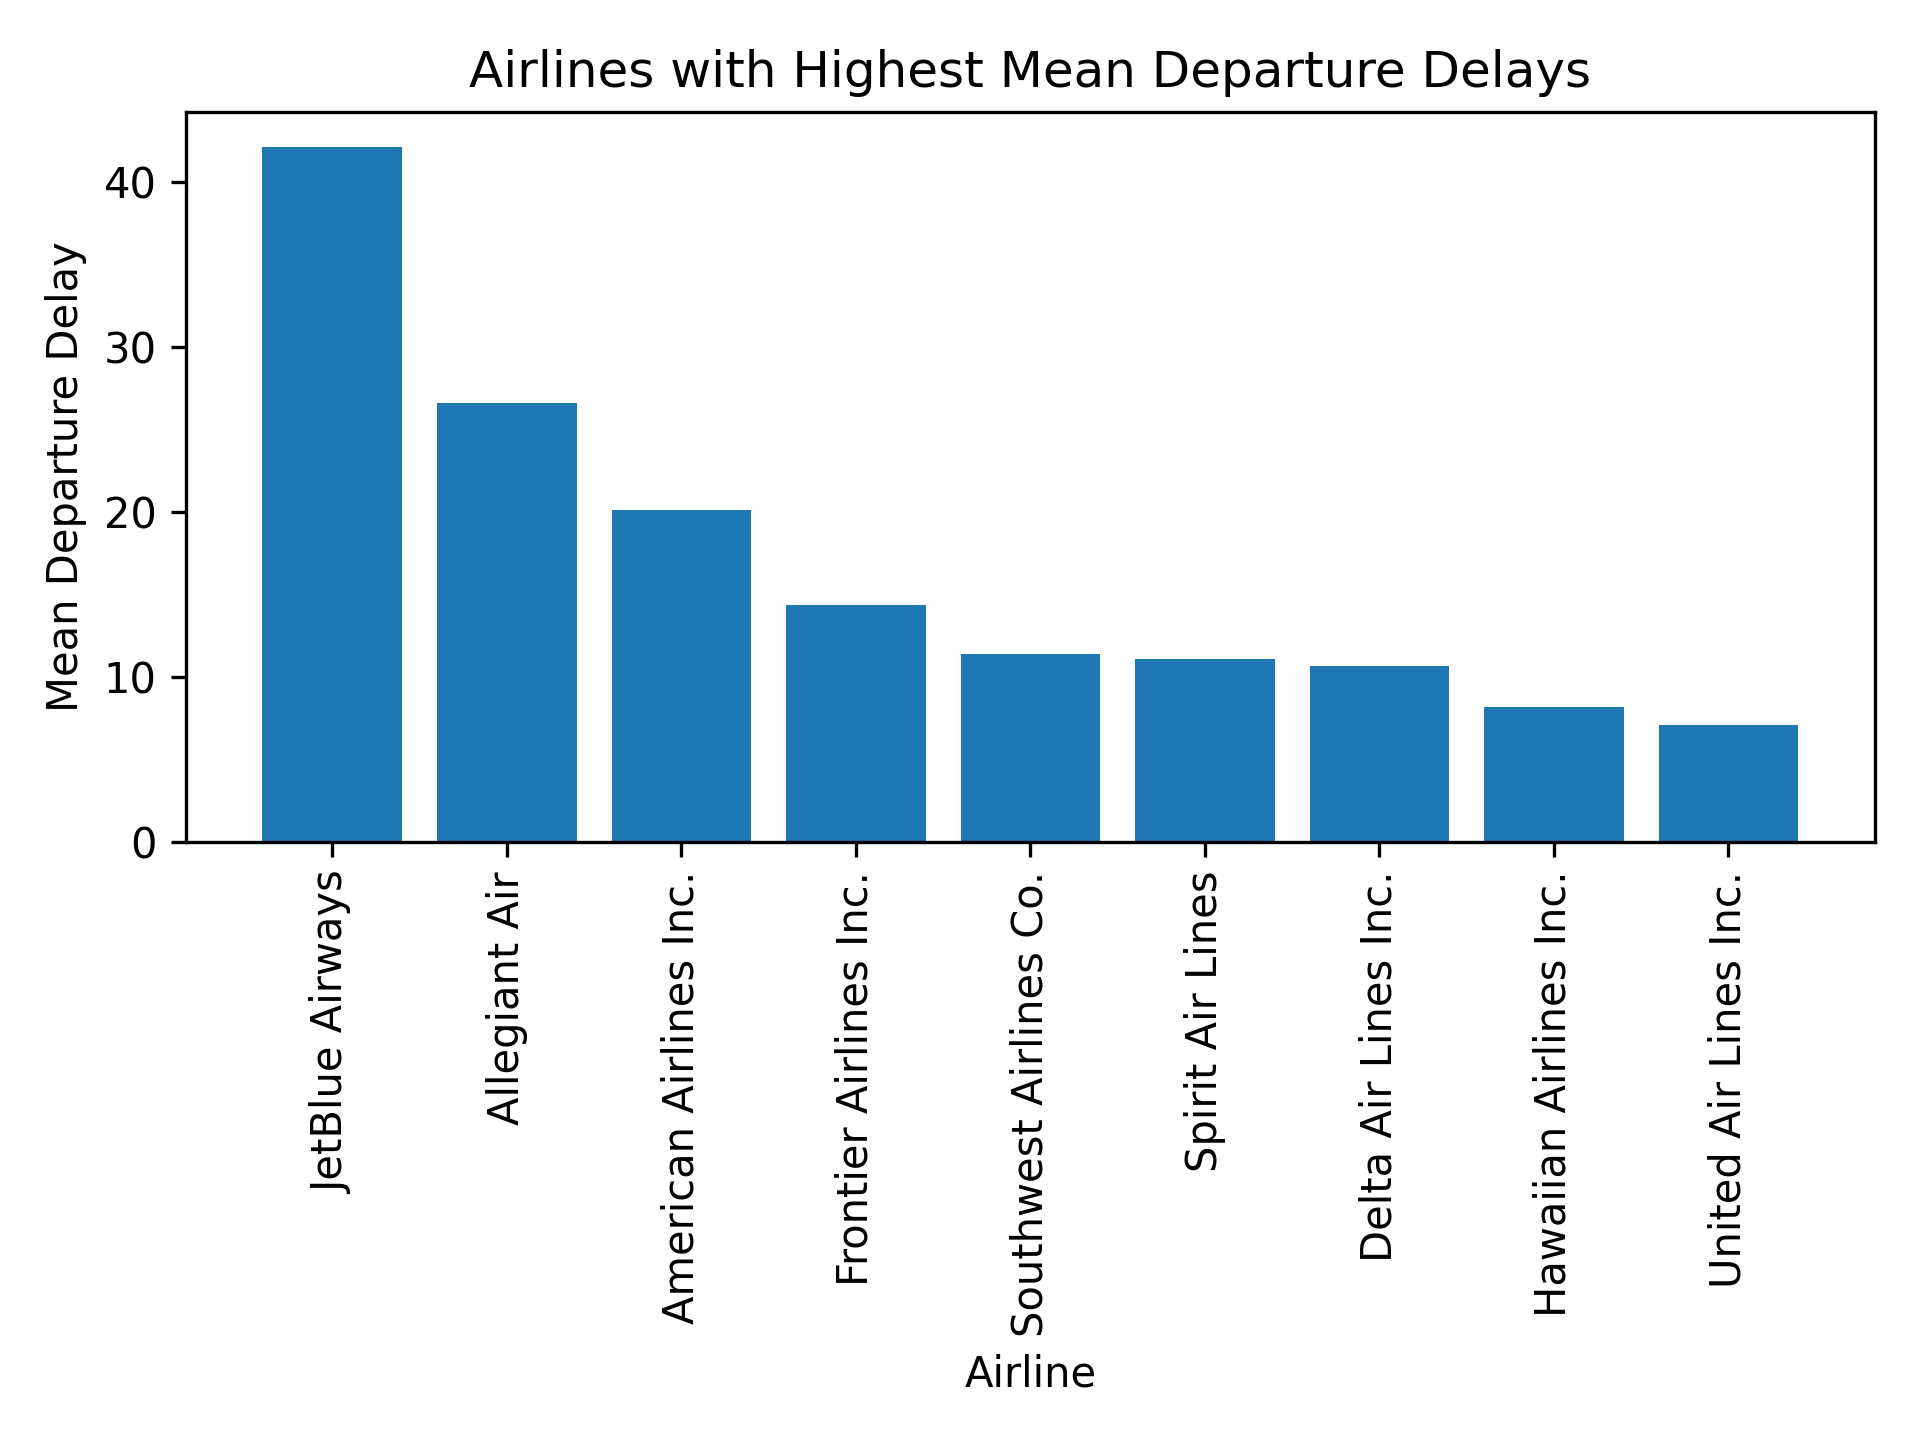 Airlines with Highest Mean Departure Delays
Mean Departure Delay
40
30
20
10
0
JetBlue Airways
Allegiant Air
American Airlines Inc.
Frontier Airlines Inc.
Southwest Airlines Co.
Spirit Air Lines
Delta Air Lines Inc.
Hawaiian Airlines Inc.
United Air Lines Inc.
Airline